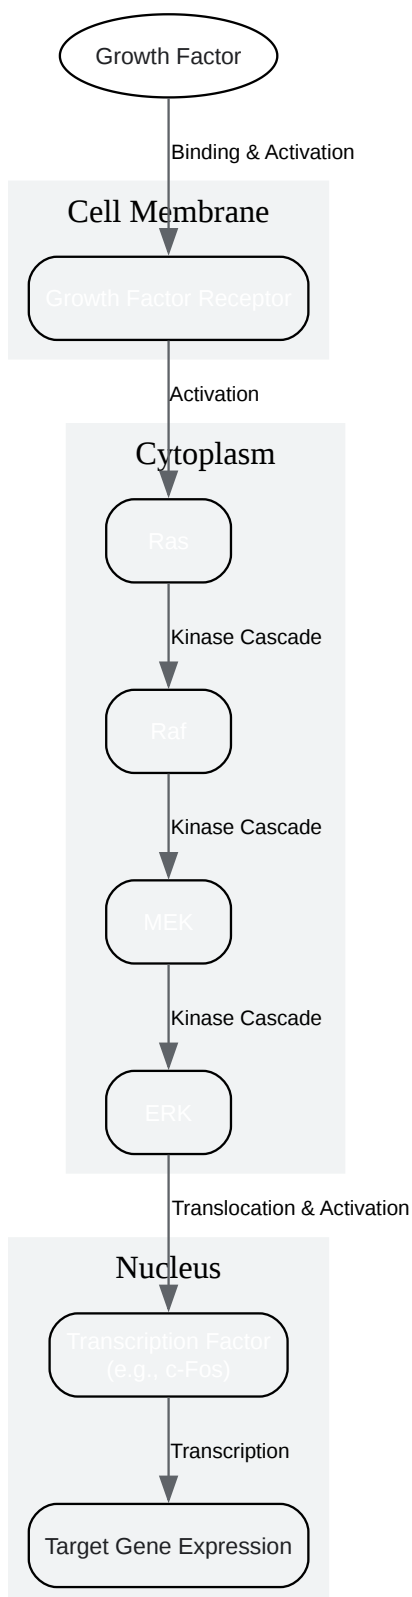 Growth Factor
Binding & Activation
Cell Membrane
Growth Factor Receptor
Activation
Cytoplasm
Ras
Kinase Cascade
Raf
Kinase Cascade
MEK
Kinase Cascade
ERK
Translocation & Activation
Nucleus
Transcription Factor
(e.g., c-Fos)
Transcription
Target Gene Expression